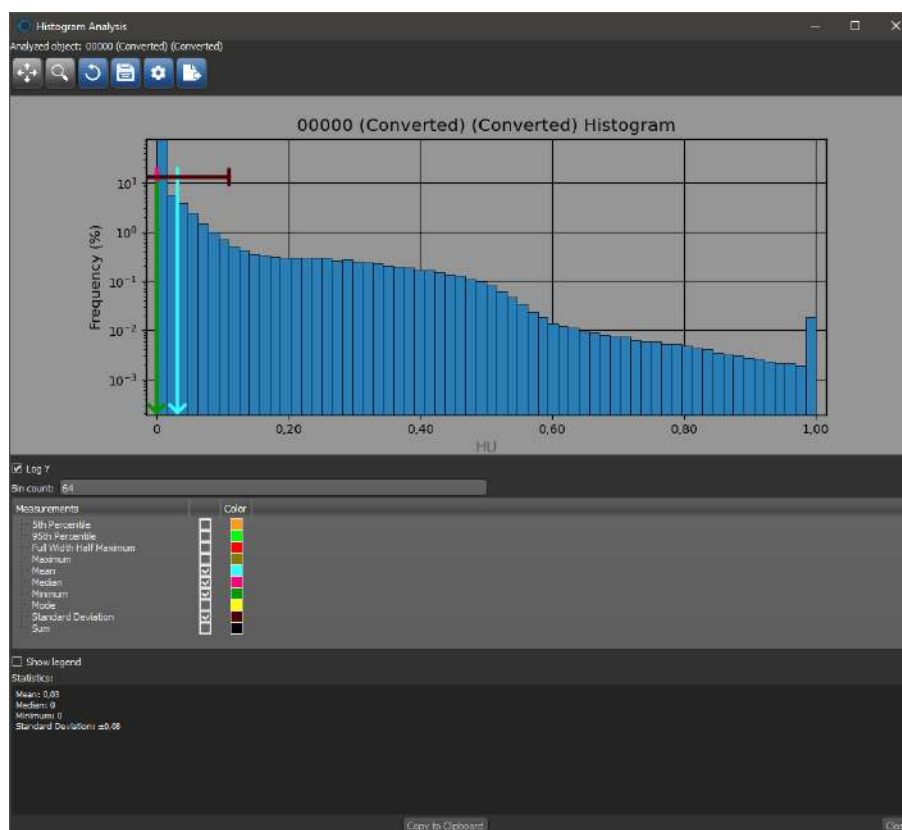 Histogram Analysis
Analyzed object: 00000 (Converted) (Converted)
00000 (Converted) (Converted) Histogram
Frequency (%)
10¹
10⁰
10⁻¹
10⁻²
10⁻³
0 0,20 0,40 0,60 0,80 1,00
HU
Log Y
Bin count: 64
Measurements Color
5th Percentile
95th Percentile
Full Width Half Maximum
Maximum
Mean
Median
Minimum
Mode
Standard Deviation
Sum
Show legend
Statistics:
Mean: 0,03
Median: 0
Minimum: 0
Standard Deviation: ±0,08
Copy to Clipboard